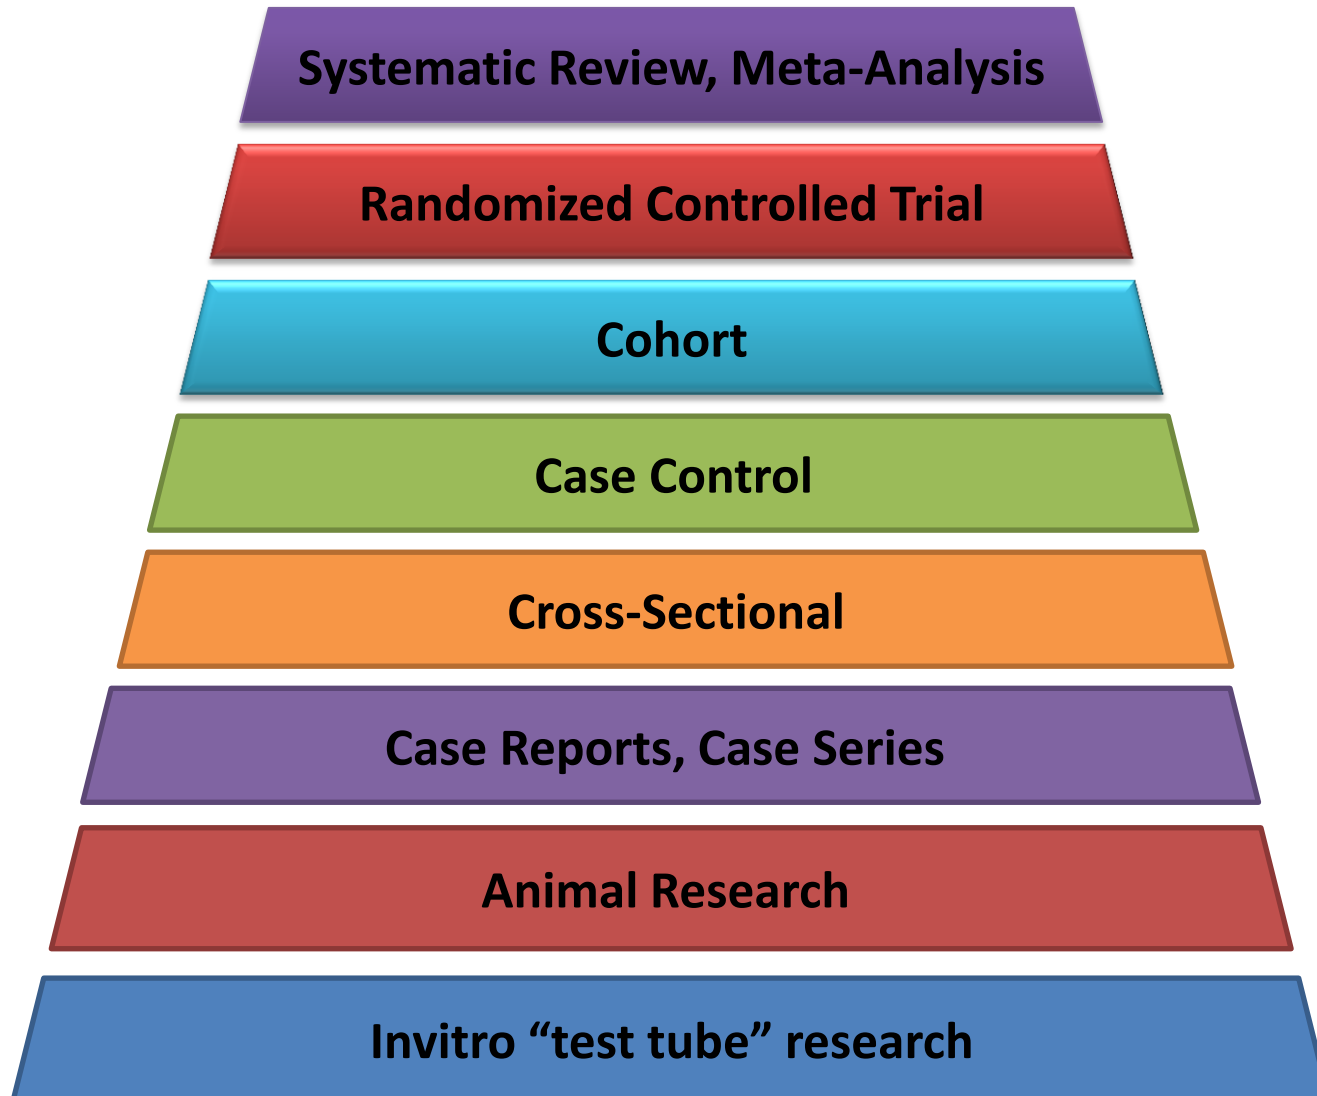 Systematic Review, Meta-Analysis
Randomized Controlled Trial
Cohort
Case Control
Cross-Sectional
Case Reports, Case Series
Animal Research
Invitro “test tube” research